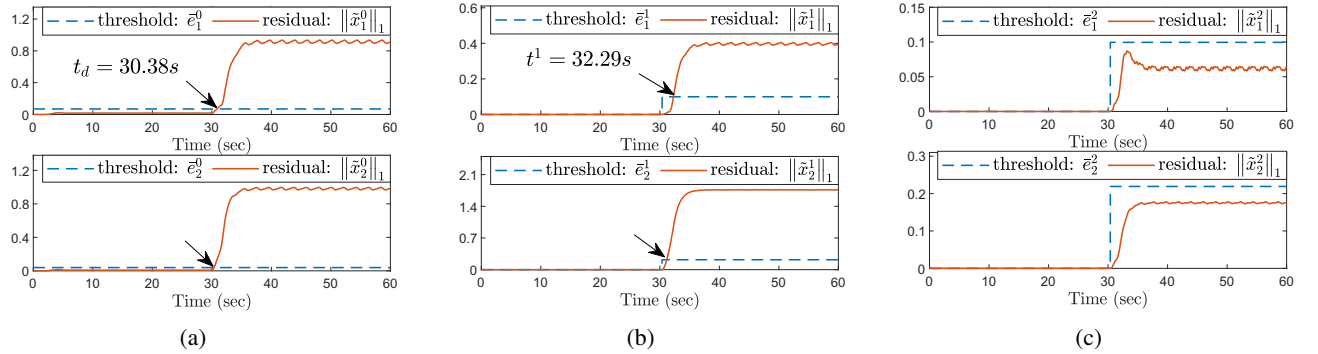 threshold: ē₁⁰ residual: ||x̃₁⁰||₁
1.2
0.8
0.4
0
t_d = 30.38s
0 10 20 30 40 50 60
Time (sec)
threshold: ē₂⁰ residual: ||x̃₂⁰||₁
1.2
0.8
0.4
0
0 10 20 30 40 50 60
Time (sec)
(a)
threshold: ē₁¹ residual: ||x̃₁¹||₁
0.6
0.4
0.2
0
t¹ = 32.29s
0 10 20 30 40 50 60
Time (sec)
threshold: ē₂¹ residual: ||x̃₂¹||₁
2.1
1.4
0.7
0
0 10 20 30 40 50 60
Time (sec)
(b)
threshold: ē₁² residual: ||x̃₁²||₁
0.15
0.1
0.05
0
0 10 20 30 40 50 60
Time (sec)
threshold: ē₂² residual: ||x̃₂²||₁
0.3
0.2
0.1
0
0 10 20 30 40 50 60
Time (sec)
(c)